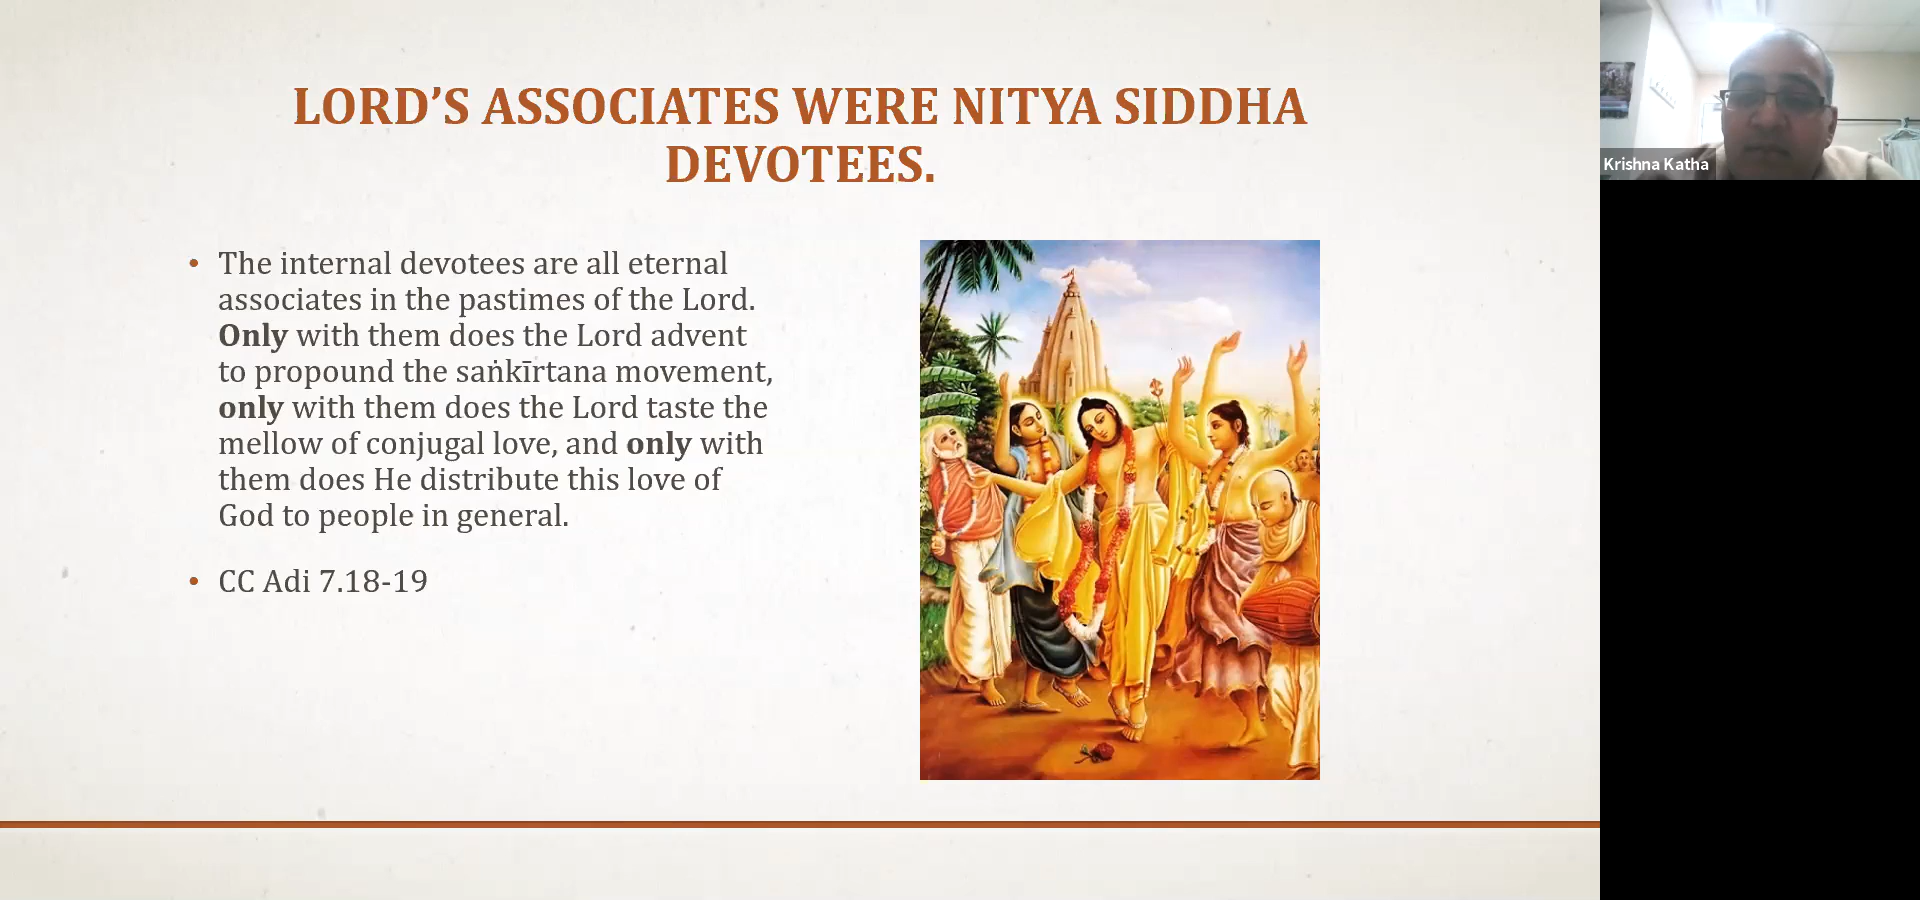 LORD’S ASSOCIATES WERE NITYA SIDDHA
DEVOTEES.
• The internal devotees are all eternal
associates in the pastimes of the Lord.
Only with them does the Lord advent
to propound the saṅkīrtana movement,
only with them does the Lord taste the
mellow of conjugal love, and only with
them does He distribute this love of
God to people in general.
• CC Adi 7.18-19
Krishna Katha